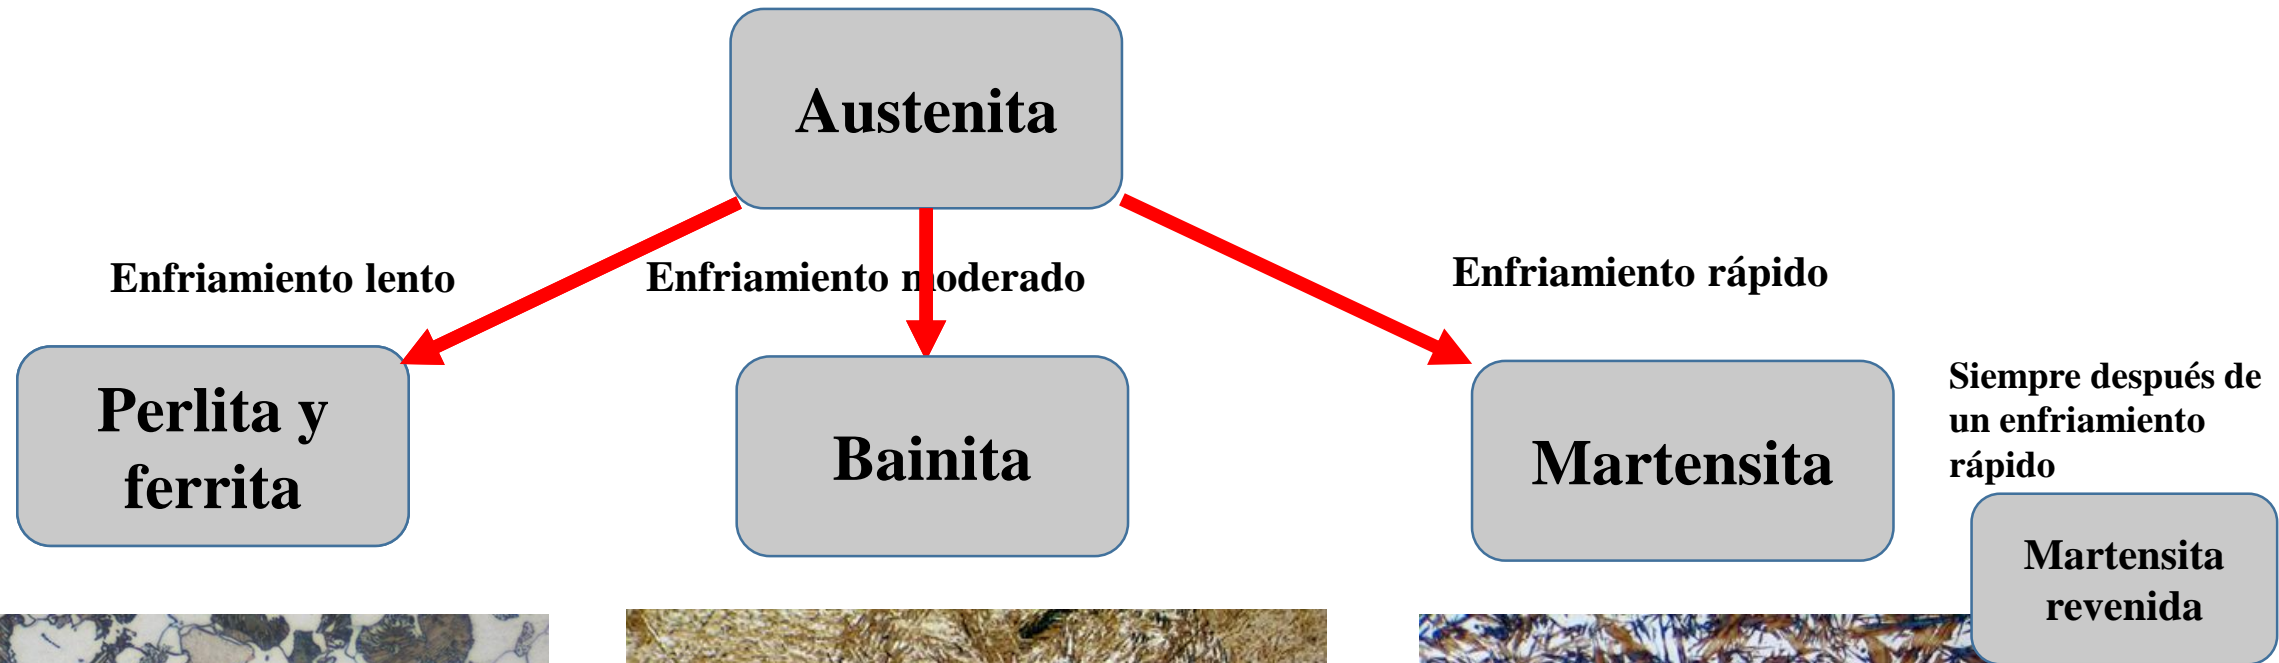 Austenita
Enfriamiento lento
Enfriamiento moderado
Enfriamiento rápido
Perlita y
ferrita
Bainita
Martensita
Siempre después de
un enfriamiento
rápido
Martensita
revenida